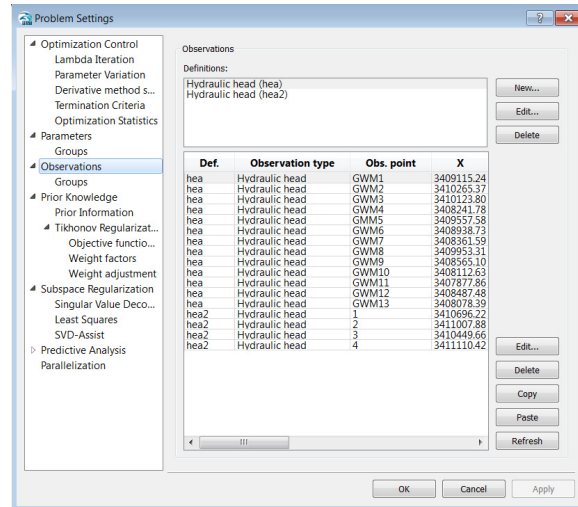 Problem Settings
Optimization Control
Lambda Iteration
Parameter Variation
Derivative method s...
Termination Criteria
Optimization Statistics
Parameters
Groups
Observations
Groups
Prior Knowledge
Prior Information
Tikhonov Regularizat...
Objective functio...
Weight factors
Weight adjustment
Subspace Regularization
Singular Value Deco...
Least Squares
SVD-Assist
Predictive Analysis
Parallelization
Observations
Definitions:
Hydraulic head (hea)
Hydraulic head (hea2)
New...
Edit...
Delete
Def. Observation type Obs. point X
hea Hydraulic head GWM1 3409115.24
hea Hydraulic head GWM2 3410265.37
hea Hydraulic head GWM3 3410123.80
hea Hydraulic head GWM4 3408241.78
hea Hydraulic head GMM5 3409557.58
hea Hydraulic head GWM6 3408938.73
hea Hydraulic head GWM7 3408361.59
hea Hydraulic head GWM8 3409953.31
hea Hydraulic head GWM9 3408565.10
hea Hydraulic head GWM10 3408112.63
hea Hydraulic head GWM11 3407877.86
hea Hydraulic head GWM12 3408487.48
hea Hydraulic head GWM13 3408078.39
hea2 Hydraulic head 1 3410696.22
hea2 Hydraulic head 2 3411007.88
hea2 Hydraulic head 3 3410449.66
hea2 Hydraulic head 4 3411110.42
Edit...
Delete
Copy
Paste
Refresh
OK Cancel Apply